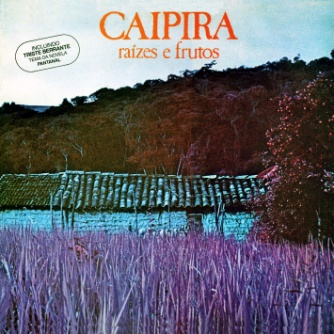 CAIPIRA
raízes e frutos
INCLUINDO
TRISTE BERRANTE
TEMA DA NOVELA
PANTANAL